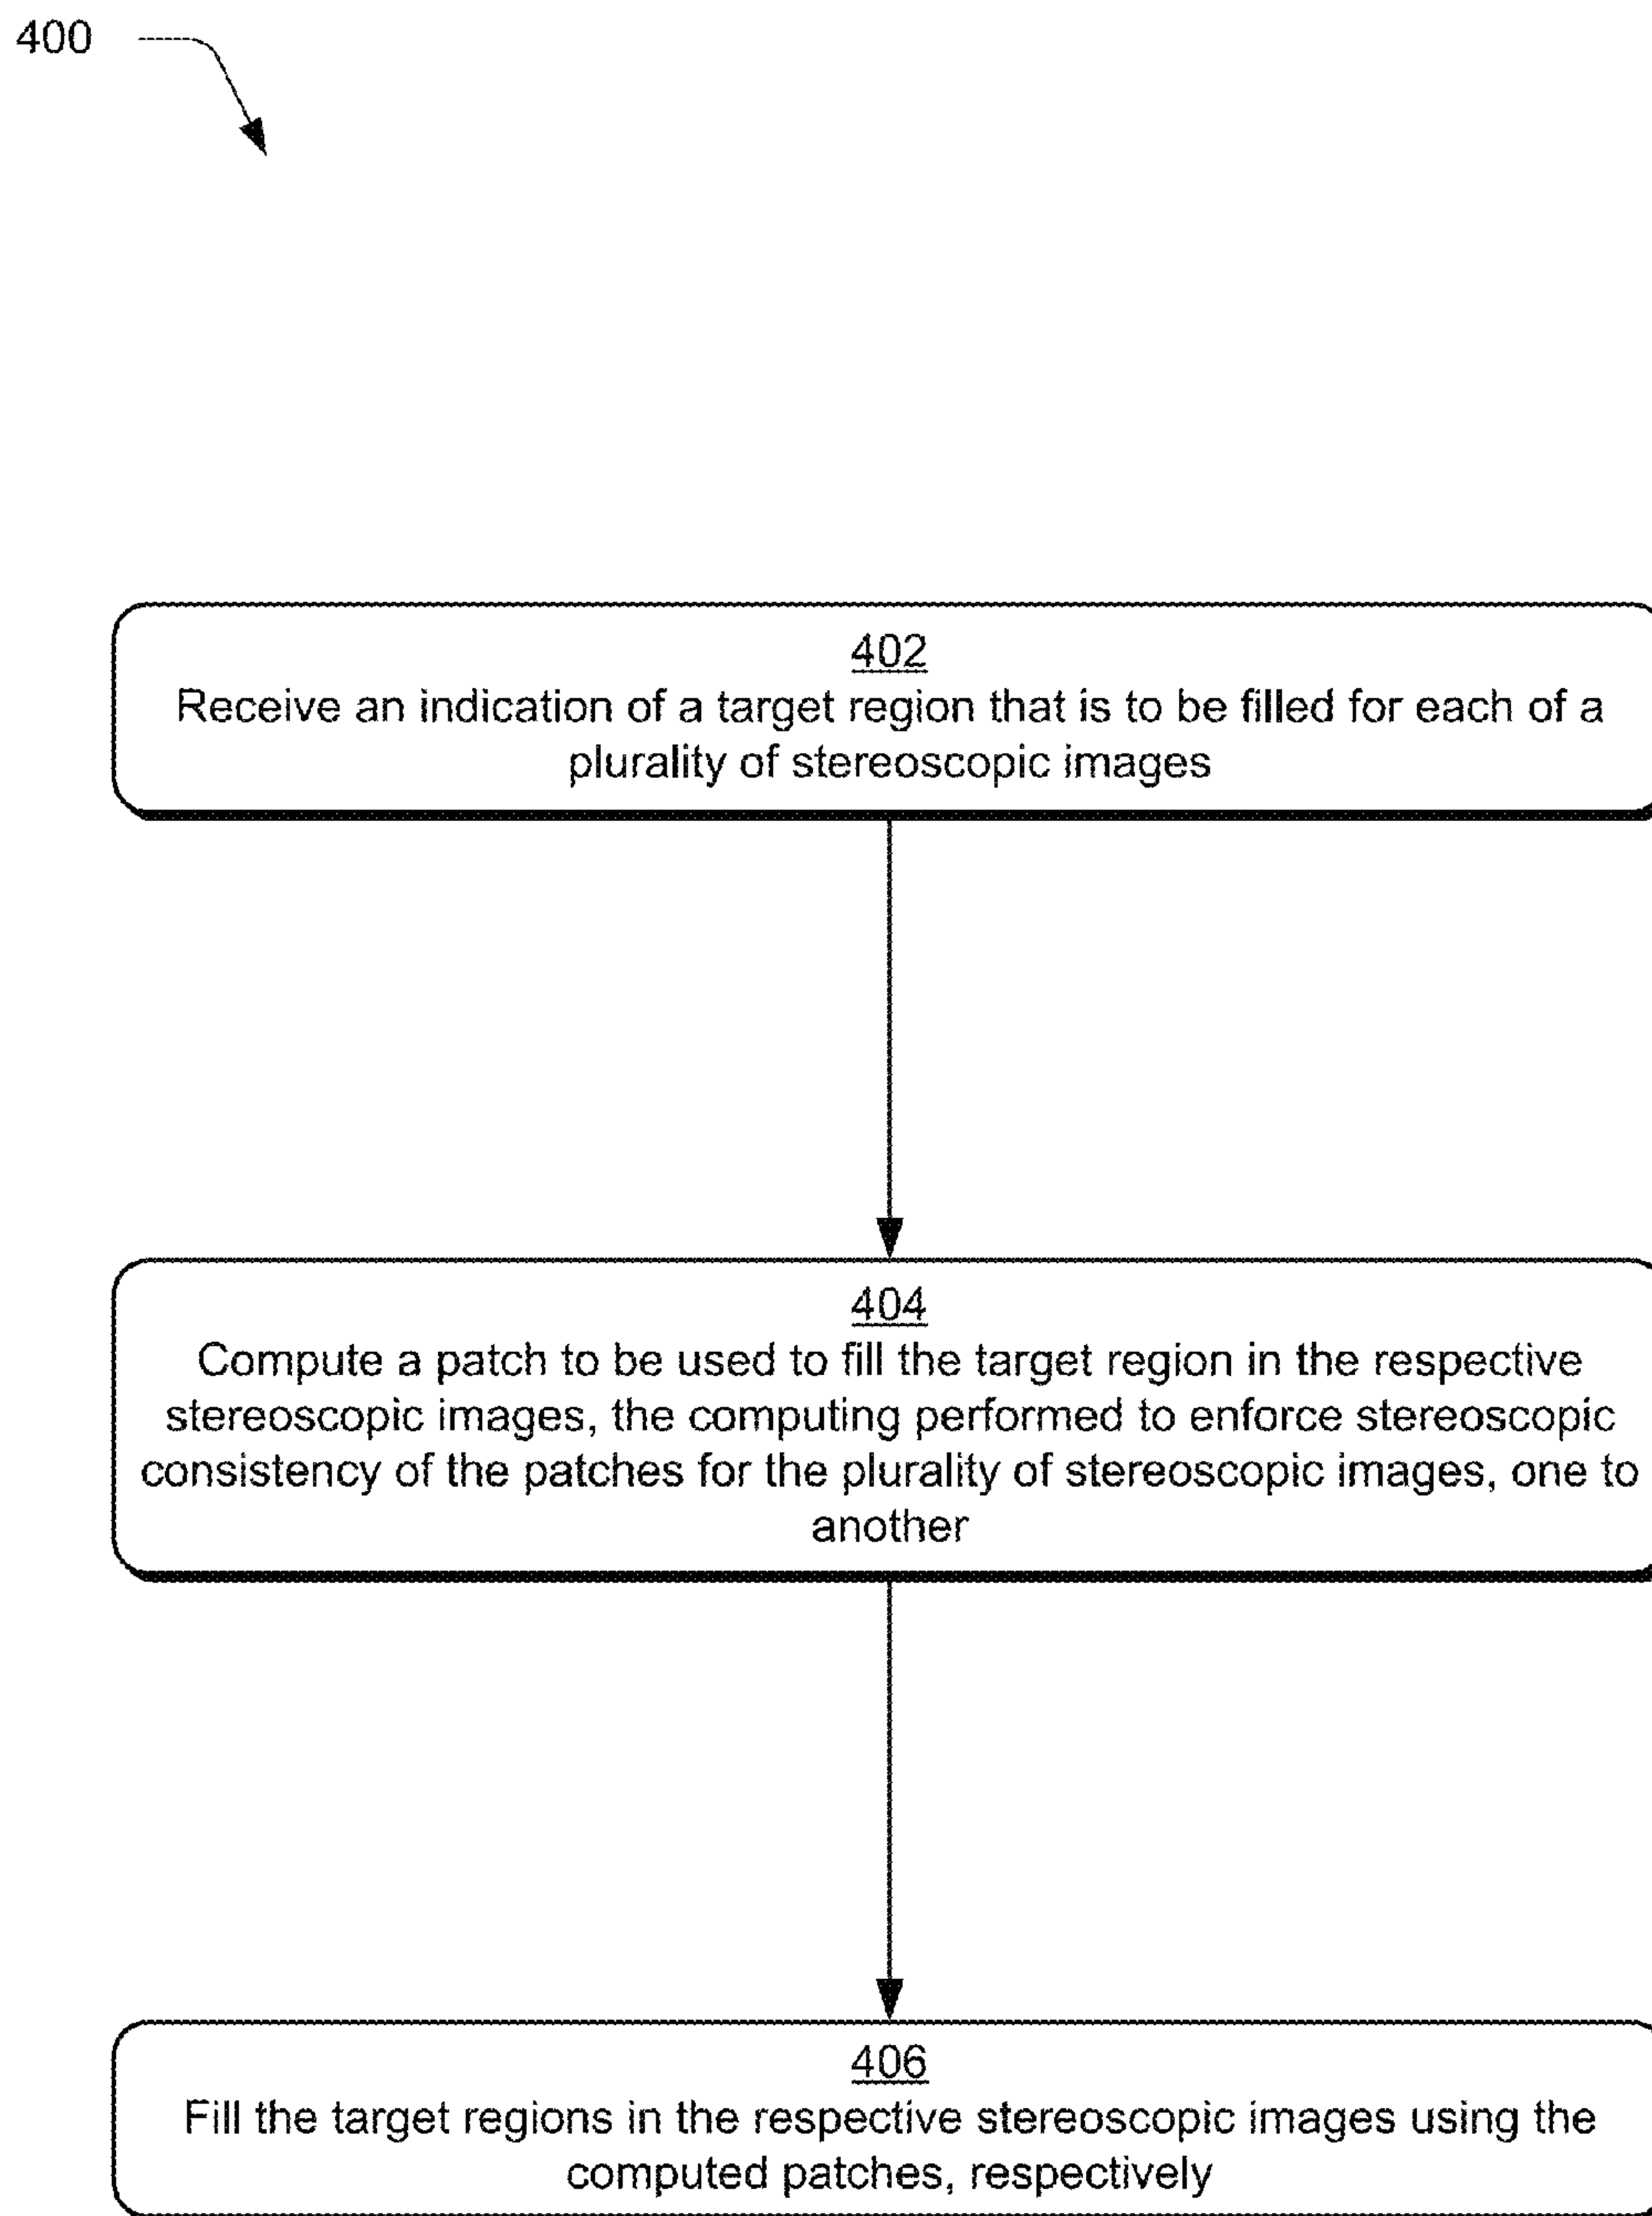 400
402
Receive an indication of a target region that is to be filled for each of a
plurality of stereoscopic images
404
Compute a patch to be used to fill the target region in the respective
stereoscopic images, the computing performed to enforce stereoscopic
consistency of the patches for the plurality of stereoscopic images, one to
another
406
Fill the target regions in the respective stereoscopic images using the
computed patches, respectively